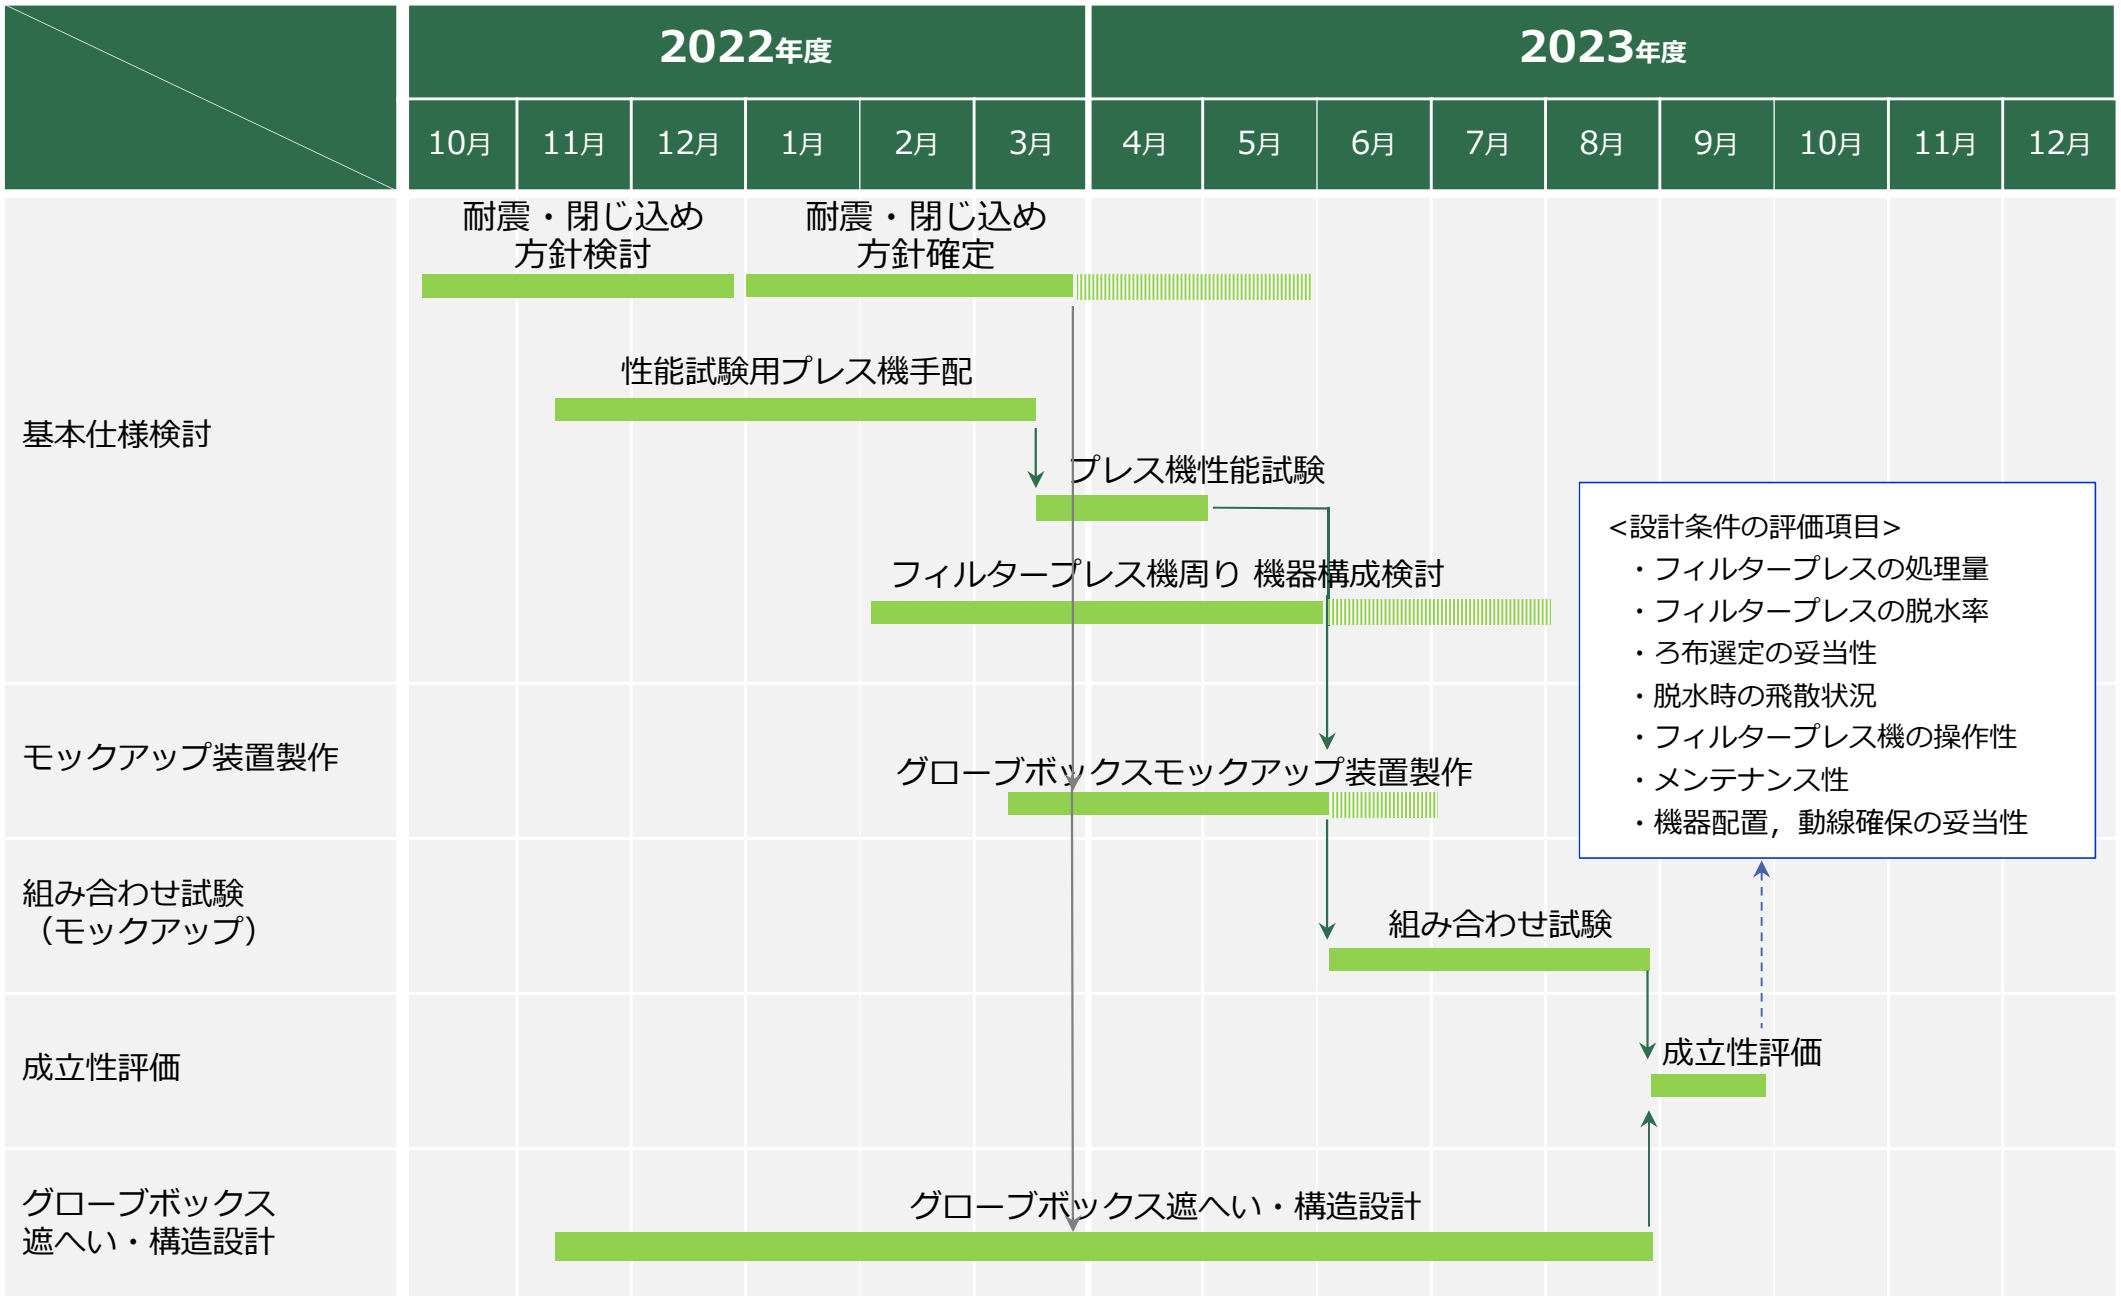 2022年度
2023年度
10月
11月
12月
1月
2月
3月
4月
5月
6月
7月
8月
9月
10月
11月
12月
基本仕様検討
耐震・閉じ込め
方針検討
耐震・閉じ込め
方針確定
性能試験用プレス機手配
プレス機性能試験
フィルタープレス機周り 機器構成検討
<設計条件の評価項目>
・フィルタープレスの処理量
・フィルタープレスの脱水率
・ろ布選定の妥当性
・脱水時の飛散状況
・フィルタープレス機の操作性
・メンテナンス性
・機器配置，動線確保の妥当性
モックアップ装置製作
グローブボックスモックアップ装置製作
組み合わせ試験
（モックアップ）
組み合わせ試験
成立性評価
成立性評価
グローブボックス
遮へい・構造設計
グローブボックス遮へい・構造設計